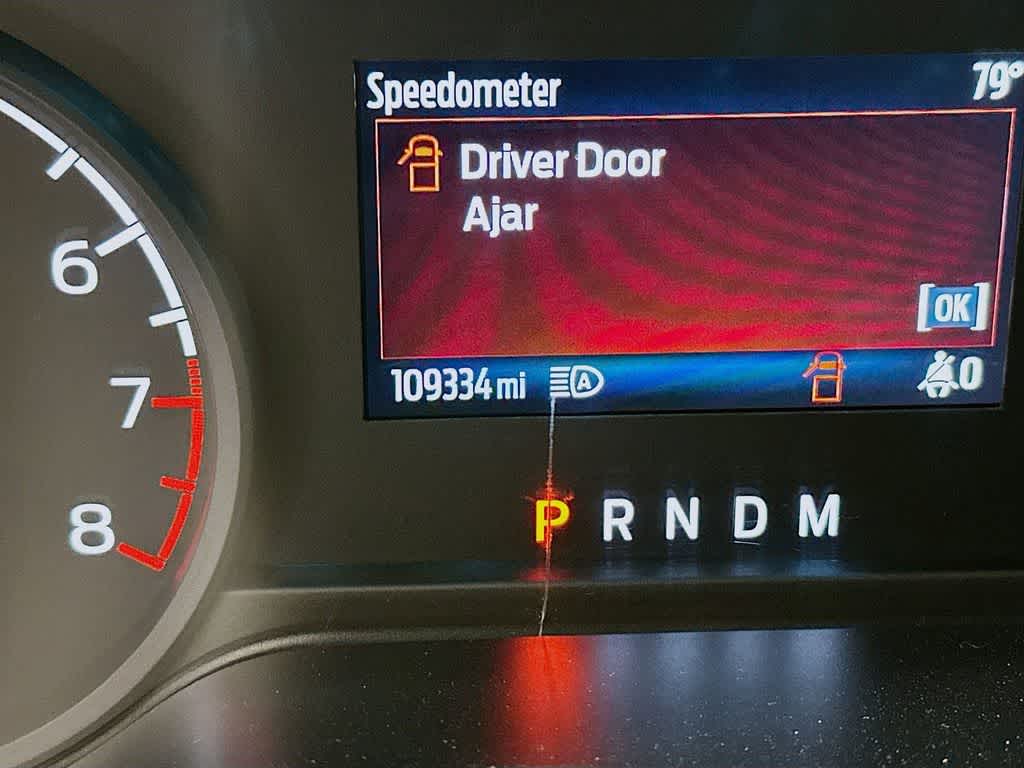 Speedometer 79°
Driver Door
Ajar
[OK]
109334 mi A 0
6
7
8
P R N D M